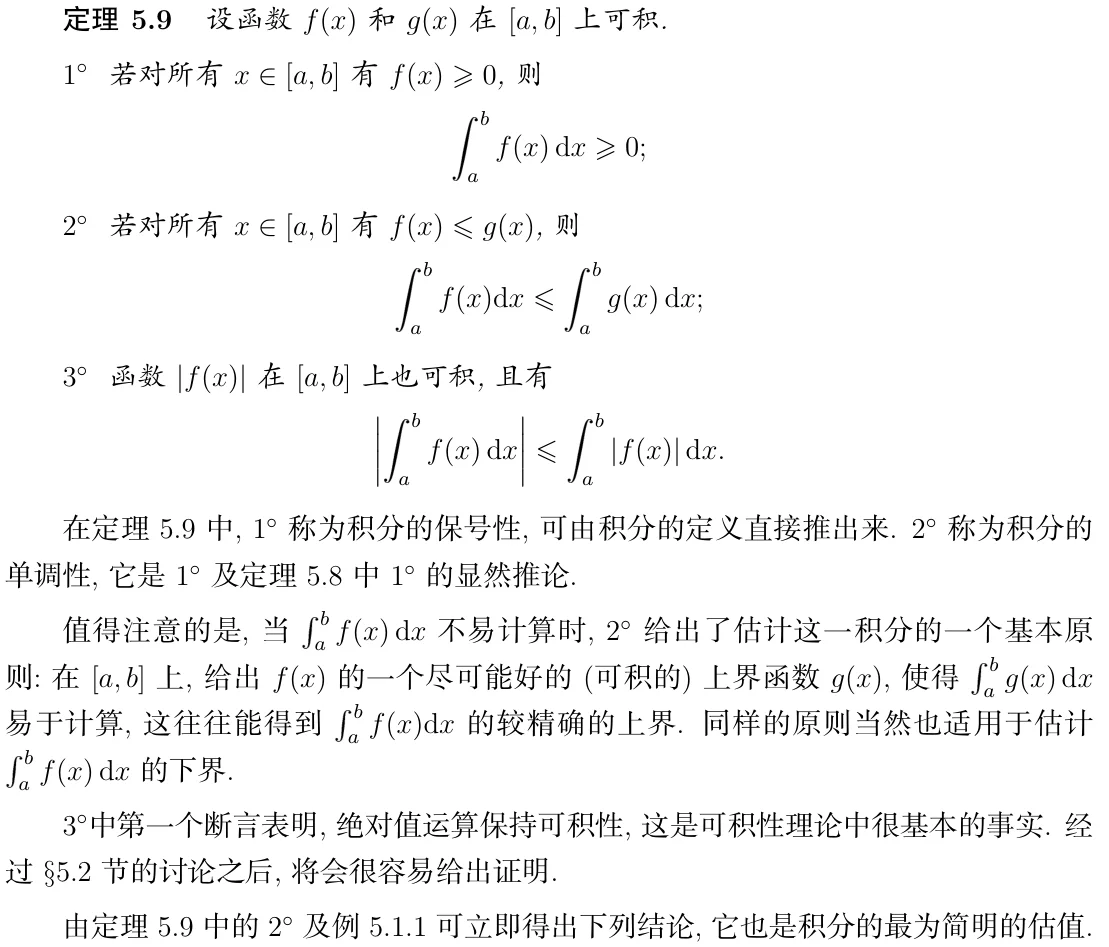 定理 5.9 设函数 f(x) 和 g(x) 在 [a, b] 上可积.
1° 若对所有 x ∈ [a, b] 有 f(x) ⩾ 0, 则
∫_a^b f(x) dx ⩾ 0;
2° 若对所有 x ∈ [a, b] 有 f(x) ⩽ g(x), 则
∫_a^b f(x)dx ⩽ ∫_a^b g(x) dx;
3° 函数 |f(x)| 在 [a, b] 上也可积, 且有
|∫_a^b f(x) dx| ⩽ ∫_a^b |f(x)| dx.
在定理 5.9 中, 1° 称为积分的保号性, 可由积分的定义直接推出来. 2° 称为积分的
单调性, 它是 1° 及定理 5.8 中 1° 的显然推论.
值得注意的是, 当 ∫_a^b f(x) dx 不易计算时, 2° 给出了估计这一积分的一个基本原
则: 在 [a, b] 上, 给出 f(x) 的一个尽可能好的 (可积的) 上界函数 g(x), 使得 ∫_a^b g(x) dx
易于计算, 这往往能得到 ∫_a^b f(x)dx 的较精确的上界. 同样的原则当然也适用于估计
∫_a^b f(x) dx 的下界.
3°中第一个断言表明, 绝对值运算保持可积性, 这是可积性理论中很基本的事实. 经
过 §5.2 节的讨论之后, 将会很容易给出证明.
由定理 5.9 中的 2° 及例 5.1.1 可立即得出下列结论, 它也是积分的最为简明的估值.